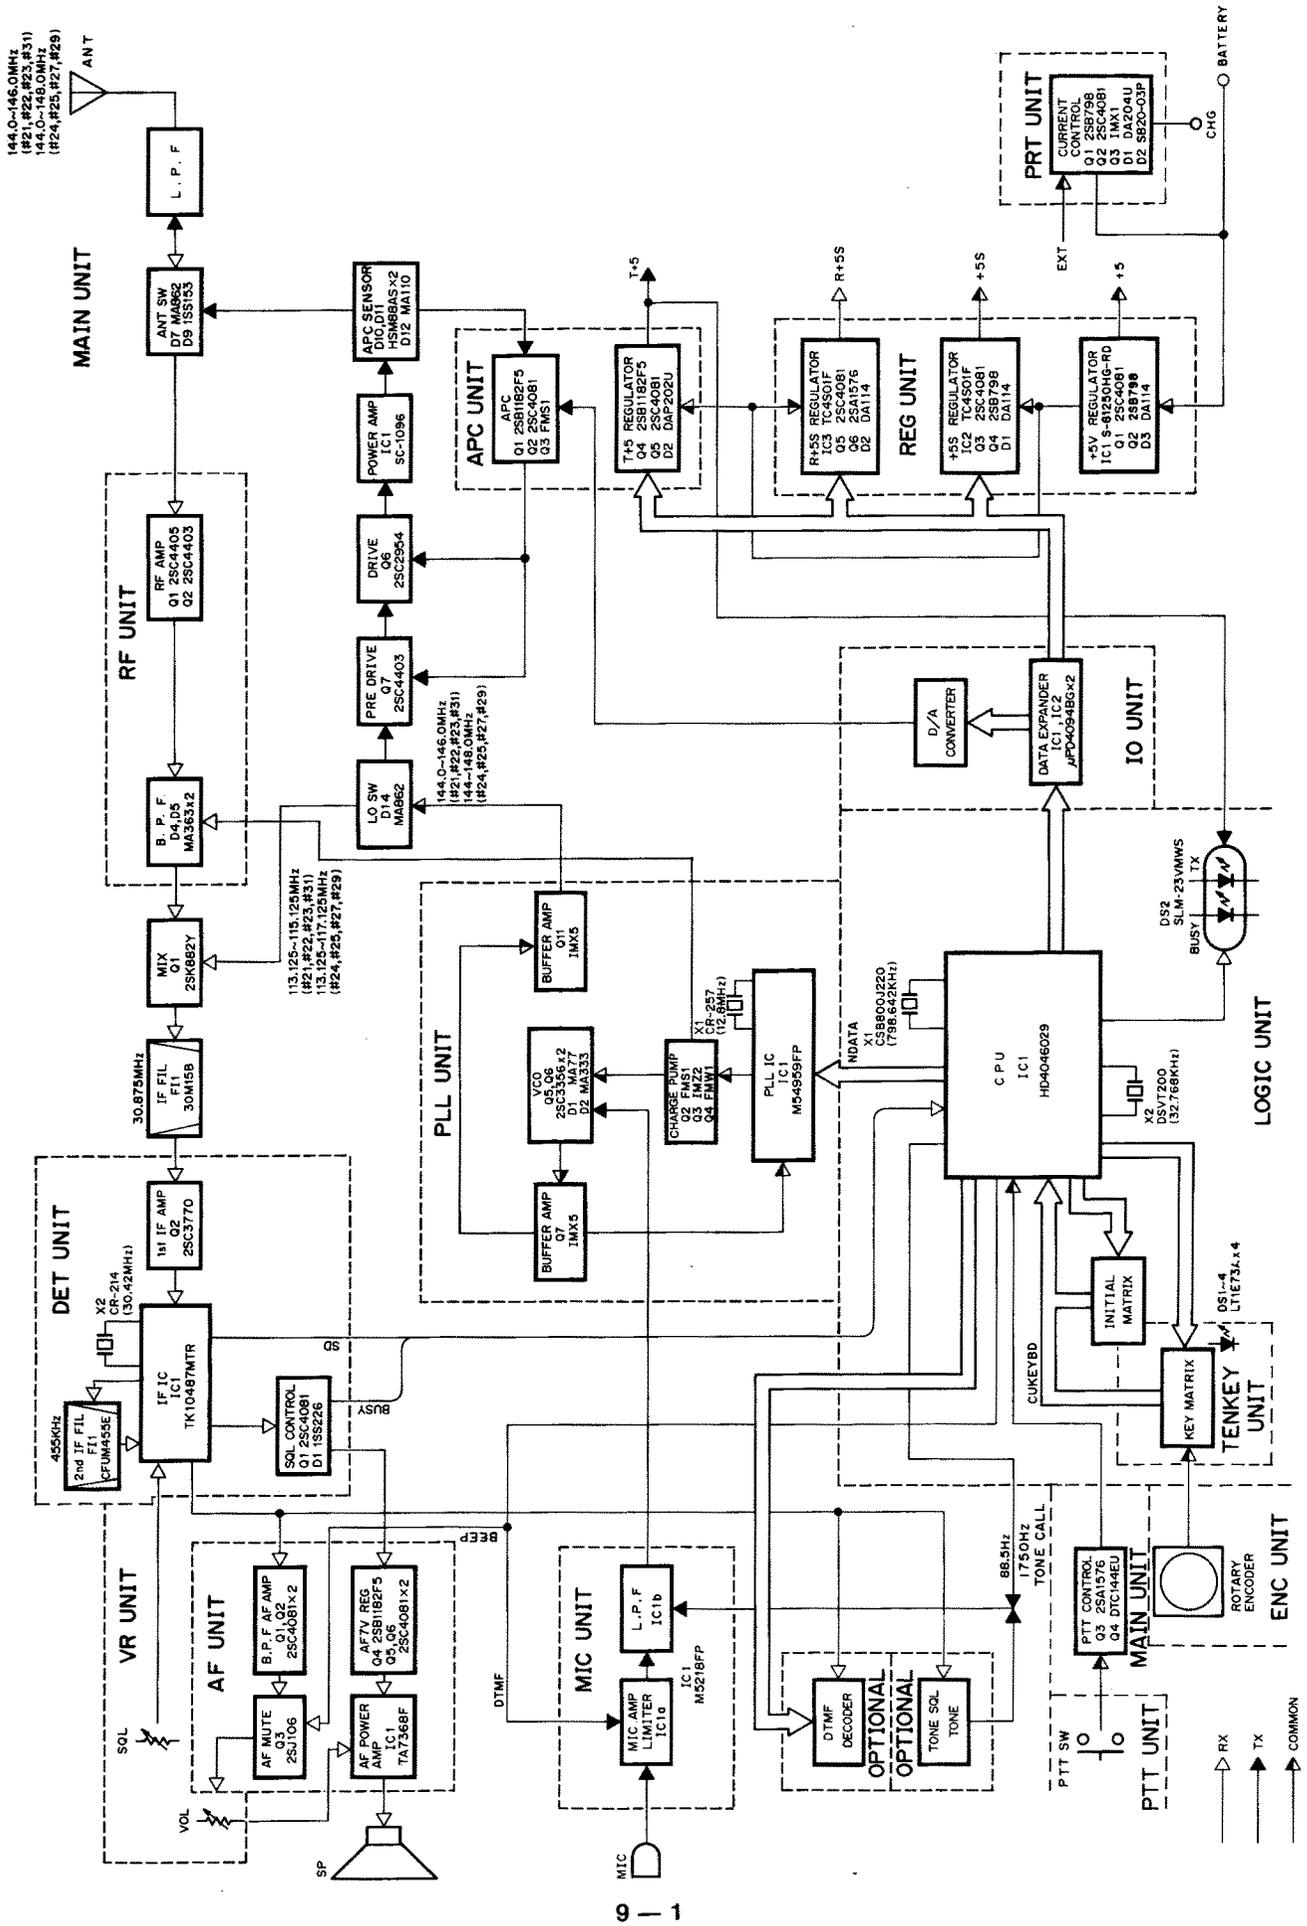 144.0~146.0MHz
(#21,#22,#23,#31)
144.0~148.0MHz
(#24,#25,#27,#29)
ANT
L . P . F
MAIN UNIT
ANT SW
D7 MA862
D9 1SS153
RF UNIT
RF AMP
Q1 2SC4405
Q2 2SC4403
B. P. F.
D4,D5
MA363×2
MIX
Q1
2SK882Y
113.125~115.125MHz
(#21,#22,#23,#31)
113.125~117.125MHz
(#24,#25,#27,#29)
30.875MHz
IF FIL
FI1
30M15B
DET UNIT
1st IF AMP
Q2
2SC3770
X2
CR-214
(30.42MHz)
IF IC
IC1
TK10487MTR
455KHz
2nd IF FIL
FI1
CFUM455E
SQL CONTROL
Q1 2SC4081
D1 1SS226
SD
BUSY
VR UNIT
SQL
VOL
AF UNIT
B.P.F AF AMP
Q1,Q2
2SC4081×2
AF MUTE
Q3
2SJ106
AF7V REG
Q4 2SB1182F5
Q5,Q6
2SC4081×2
AF POWER
AMP
IC1
TA7368F
SP
BEEP
APC SENSOR
D10,D11
HSM88AS×2
D12 MA110
POWER AMP
IC1
SC-1096
DRIVE
Q6
2SC2954
PRE DRIVE
Q7
2SC4403
LO SW
D14
MA862
144.0~146.0MHz
(#21,#22,#23,#31)
144~148.0MHz
(#24,#25,#27,#29)
APC UNIT
APC
Q1 2SB1182F5
Q2 2SC4081
Q3 FMS1
T+5 REGULATOR
Q4 2SB1182F5
Q5 2SC4081
D2 DAP202U
T+5
REG UNIT
R+5S REGULATOR
IC3 TC4S01F
Q5 2SC4081
Q6 2SA1576
D2 DA114
R+5S
+5S REGULATOR
IC2 TC4S01F
Q3 2SC4081
Q4 2SB798
D1 DA114
+5S
+5V REGULATOR
IC1 S-81250HG-RD
Q1 2SC4081
Q2 2SB798
D3 DA114
+5
PRT UNIT
CURRENT
CONTROL
Q1 2SB798
Q2 2SC4081
Q3 IMX1
D1 DA204U
D2 SB20-03P
EXT
CHG
BATTERY
PLL UNIT
BUFFER AMP
Q11
IMX5
VCO
Q5,Q6
2SC3356×2
D1 MA77
D2 MA333
BUFFER AMP
Q7
IMX5
CHARGE PUMP
Q2 FMS1
Q3 IMZ2
Q4 FMW1
X1
CR-257
(12.8MHz)
PLL IC
IC1
M54959FP
NDATA
IO UNIT
D/A
CONVERTER
DATA EXPANDER
IC1,IC2
μPD4094BG×2
LOGIC UNIT
X1
CSB800J220
(798.642KHz)
CPU
IC1
HD4046029
X2
DSVT200
(32.768KHz)
DS2
SLM-23VMWS
BUSY TX
INITIAL
MATRIX
CUKEYBD
DS1~4
KEY MATRIX
TENKEY
UNIT
MIC UNIT
DTMF
MIC
MIC AMP
LIMITER
IC1a
L.P.F
IC1b
IC1
M5218FP
DTMF
DECODER
OPTIONAL
TONE SQL
TONE
OPTIONAL
88.5Hz
1750Hz
TONE CALL
PTT CONTROL
Q3 2SA1576
Q4 DTC144EU
MAIN UNIT
PTT SW
PTT UNIT
ROTARY
ENCODER
ENC UNIT
RX
TX
COMMON
9 — 1